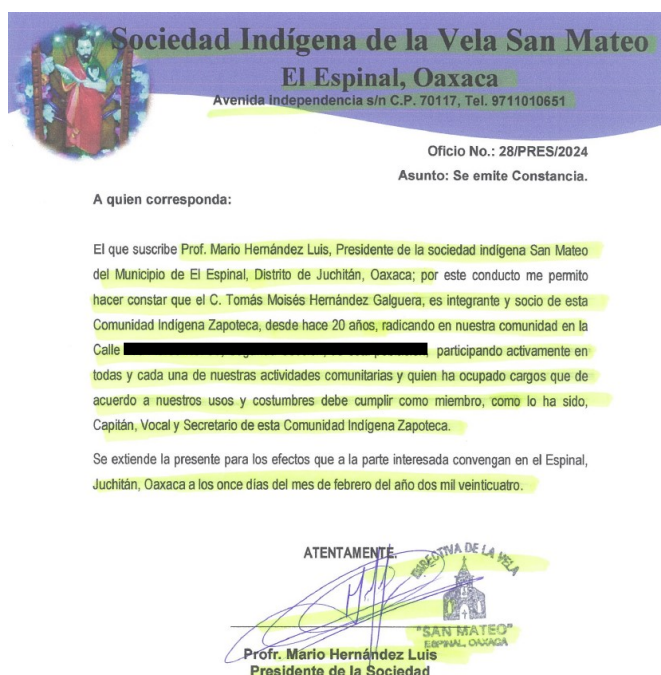 Sociedad Indígena de la Vela San Mateo
El Espinal, Oaxaca
Avenida independencia s/n C.P. 70117, Tel. 9711010651
Oficio No.: 28/PRES/2024
Asunto: Se emite Constancia.
A quien corresponda:
El que suscribe Prof. Mario Hernández Luis, Presidente de la sociedad indígena San Mateo
del Municipio de El Espinal, Distrito de Juchitán, Oaxaca; por este conducto me permito
hacer constar que el C. Tomás Moisés Hernández Galguera, es integrante y socio de esta
Comunidad Indígena Zapoteca, desde hace 20 años, radicando en nuestra comunidad en la
Calle participando activamente en
todas y cada una de nuestras actividades comunitarias y quien ha ocupado cargos que de
acuerdo a nuestros usos y costumbres debe cumplir como miembro, como lo ha sido,
Capitán, Vocal y Secretario de esta Comunidad Indígena Zapoteca.
Se extiende la presente para los efectos que a la parte interesada convengan en el Espinal,
Juchitán, Oaxaca a los once días del mes de febrero del año dos mil veinticuatro.
ATENTAMENTE.
DIRECTIVA DE LA VELA
"SAN MATEO"
ESPINAL, OAXACA
Profr. Mario Hernández Luis
Presidente de la Sociedad